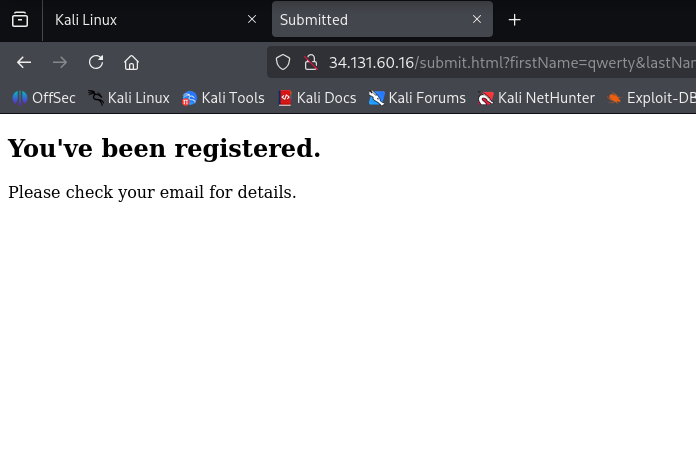 Kali Linux
Submitted
34.131.60.16/submit.html?firstName=qwerty&lastNar
OffSec Kali Linux Kali Tools Kali Docs Kali Forums Kali NetHunter Exploit-DB
You've been registered.
Please check your email for details.